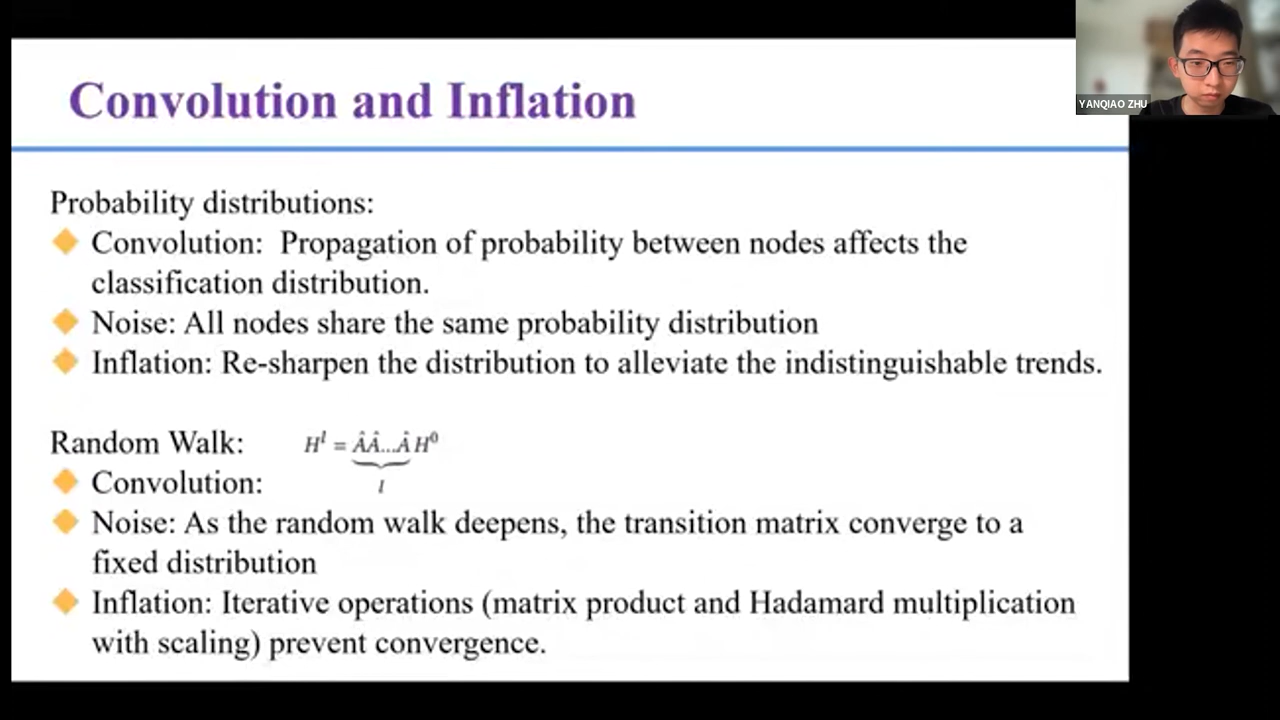 Convolution and Inflation
YANQIAO ZHU
Probability distributions:
Convolution: Propagation of probability between nodes affects the
classification distribution.
Noise: All nodes share the same probability distribution
Inflation: Re-sharpen the distribution to alleviate the indistinguishable trends.
Random Walk: Hˡ = ÂÂ...Â H⁰
l
Convolution:
Noise: As the random walk deepens, the transition matrix converge to a
fixed distribution
Inflation: Iterative operations (matrix product and Hadamard multiplication
with scaling) prevent convergence.